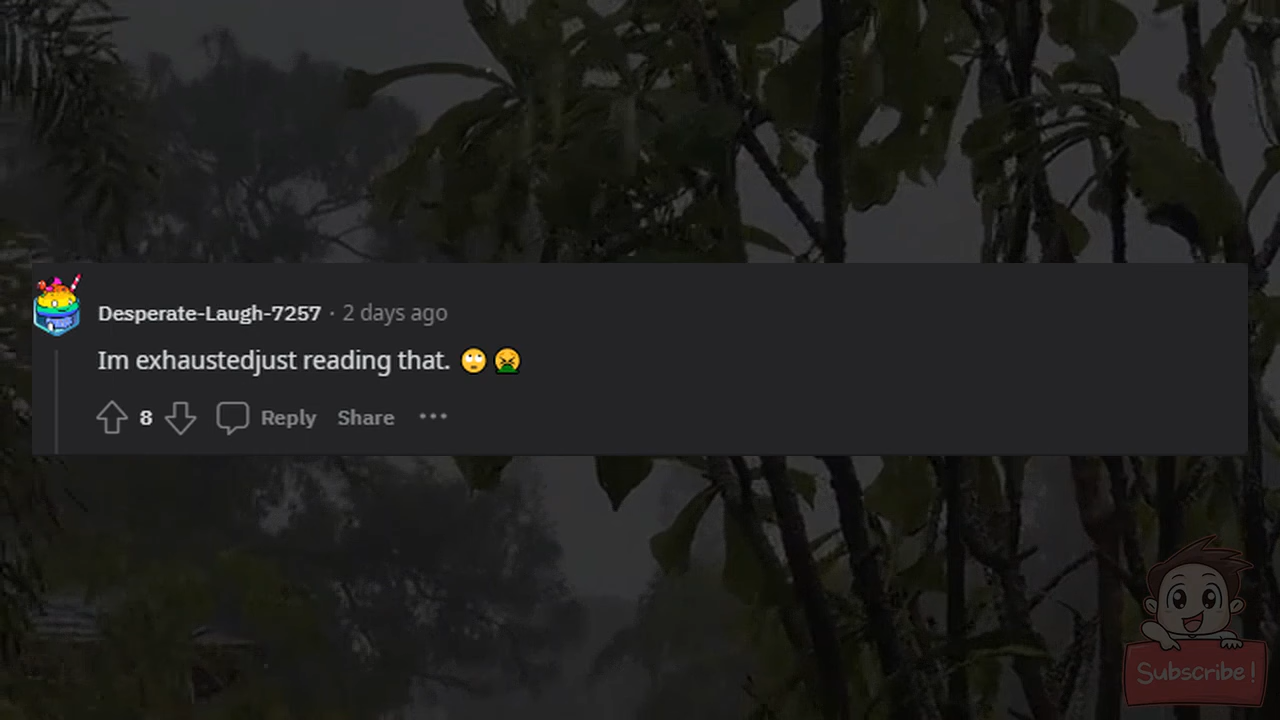 Desperate-Laugh-7257 · 2 days ago
Im exhaustedjust reading that. 🙄 🤮
8 Reply Share ···
Subscribe!